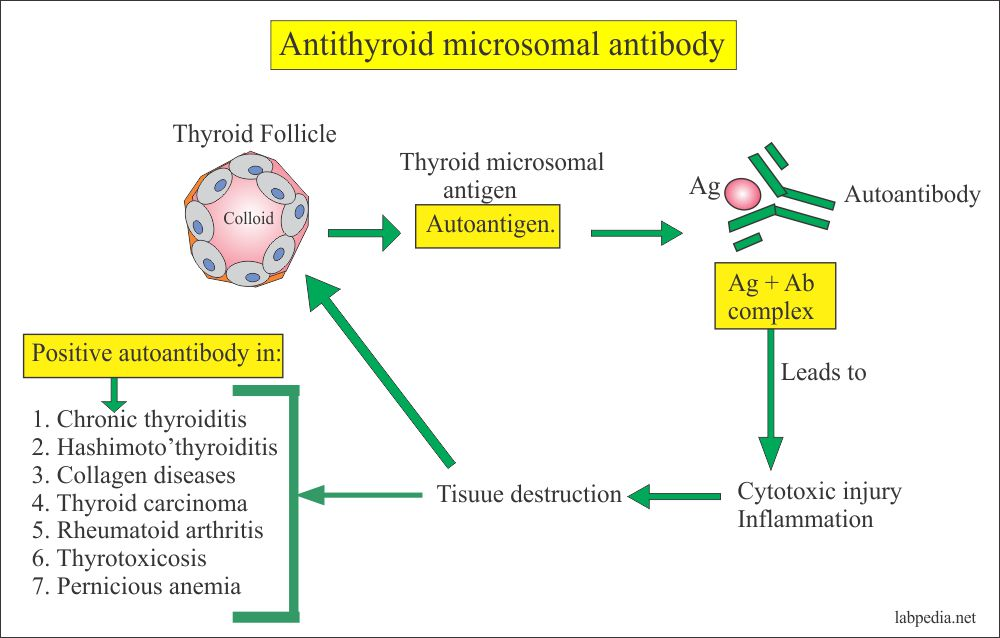 Antithyroid microsomal antibody
Thyroid Follicle
Colloid
Thyroid microsomal
antigen
Autoantigen.
Ag
Autoantibody
Ag + Ab
complex
Leads to
Cytotoxic injury
Inflammation
Tisuue destruction
Positive autoantibody in:
1. Chronic thyroiditis
2. Hashimoto’thyroiditis
3. Collagen diseases
4. Thyroid carcinoma
5. Rheumatoid arthritis
6. Thyrotoxicosis
7. Pernicious anemia
labpedia.net